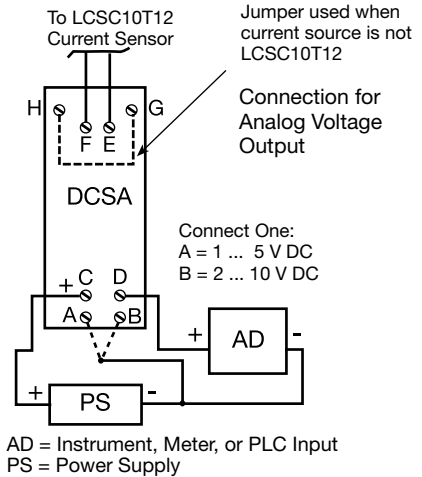 To LCSC10T12
Current Sensor
Jumper used when
current source is not
LCSC10T12
H
G
F E
Connection for
Analog Voltage
Output
DCSA
Connect One:
A = 1 ... 5 V DC
B = 2 ... 10 V DC
+ C D
A B
+ AD -
+ PS -
AD = Instrument, Meter, or PLC Input
PS = Power Supply